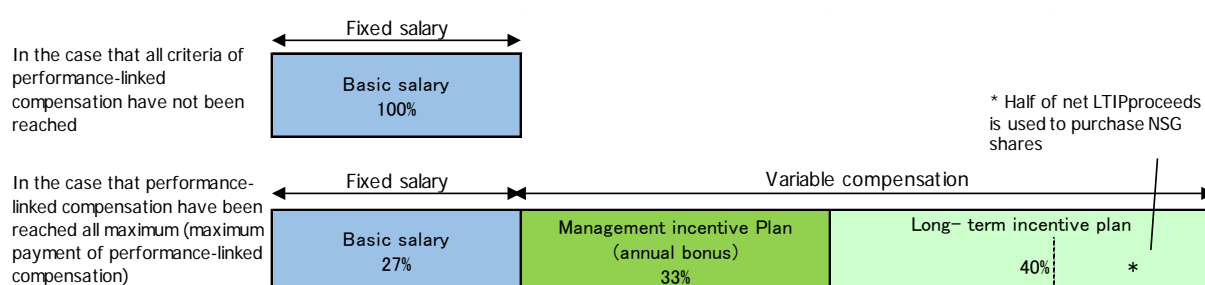 Fixed salary
In the case that all criteria of
performance-linked
compensation have not been
reached
Basic salary
100%
* Half of net LTIPproceeds
is used to purchase NSG
shares
In the case that performance-
linked compensation have been
reached all maximum (maximum
payment of performance-linked
compensation)
Fixed salary
Variable compensation
Basic salary
27%
Management incentive Plan
(annual bonus)
33%
Long- term incentive plan
40%
*